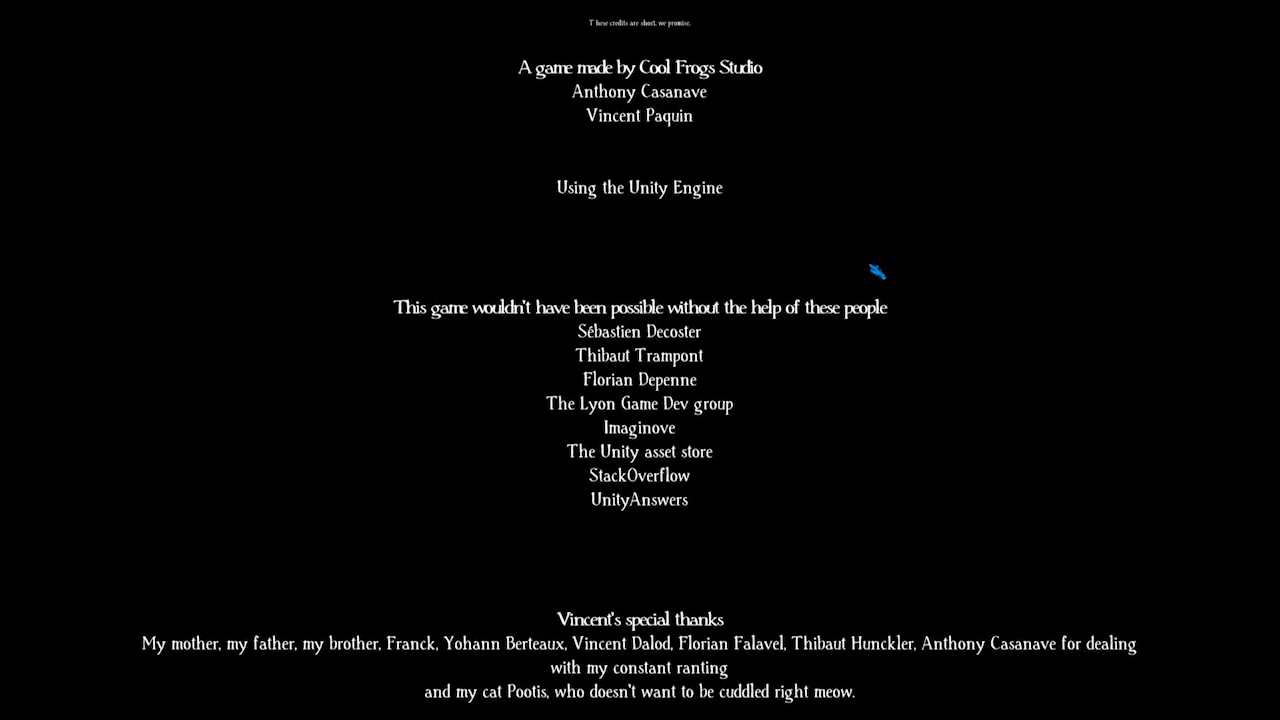 These credits are short, we promise.
A game made by Cool Frogs Studio
Anthony Casanave
Vincent Paquin
Using the Unity Engine
This game wouldn't have been possible without the help of these people
Sébastien Decoster
Thibaut Trampont
Florian Depenne
The Lyon Game Dev group
Imaginove
The Unity asset store
StackOverflow
UnityAnswers
Vincent's special thanks
My mother, my father, my brother, Franck, Yohann Berteaux, Vincent Dalod, Florian Falavel, Thibaut Hunckler, Anthony Casanave for dealing
with my constant ranting
and my cat Pootis, who doesn't want to be cuddled right meow.